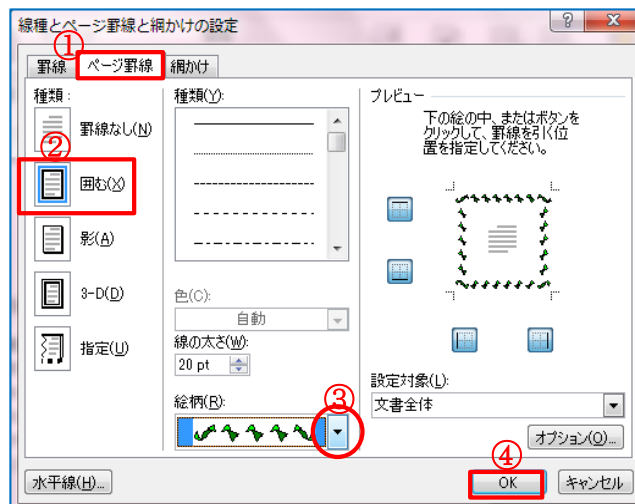 線種とページ罫線と網かけの設定
①
罫線 ページ罫線 網かけ
種類:
罫線なし(N)
②
囲む(X)
影(A)
3-D(D)
指定(U)
種類(Y):
色(C):
自動
線の太さ(W):
20 pt
絵柄(R):
③
プレビュー
下の絵の中、またはボタンを
クリックして、罫線を引く位
置を指定してください。
設定対象(L):
文書全体
オプション(O)...
④
水平線(H)...
OK
キャンセル